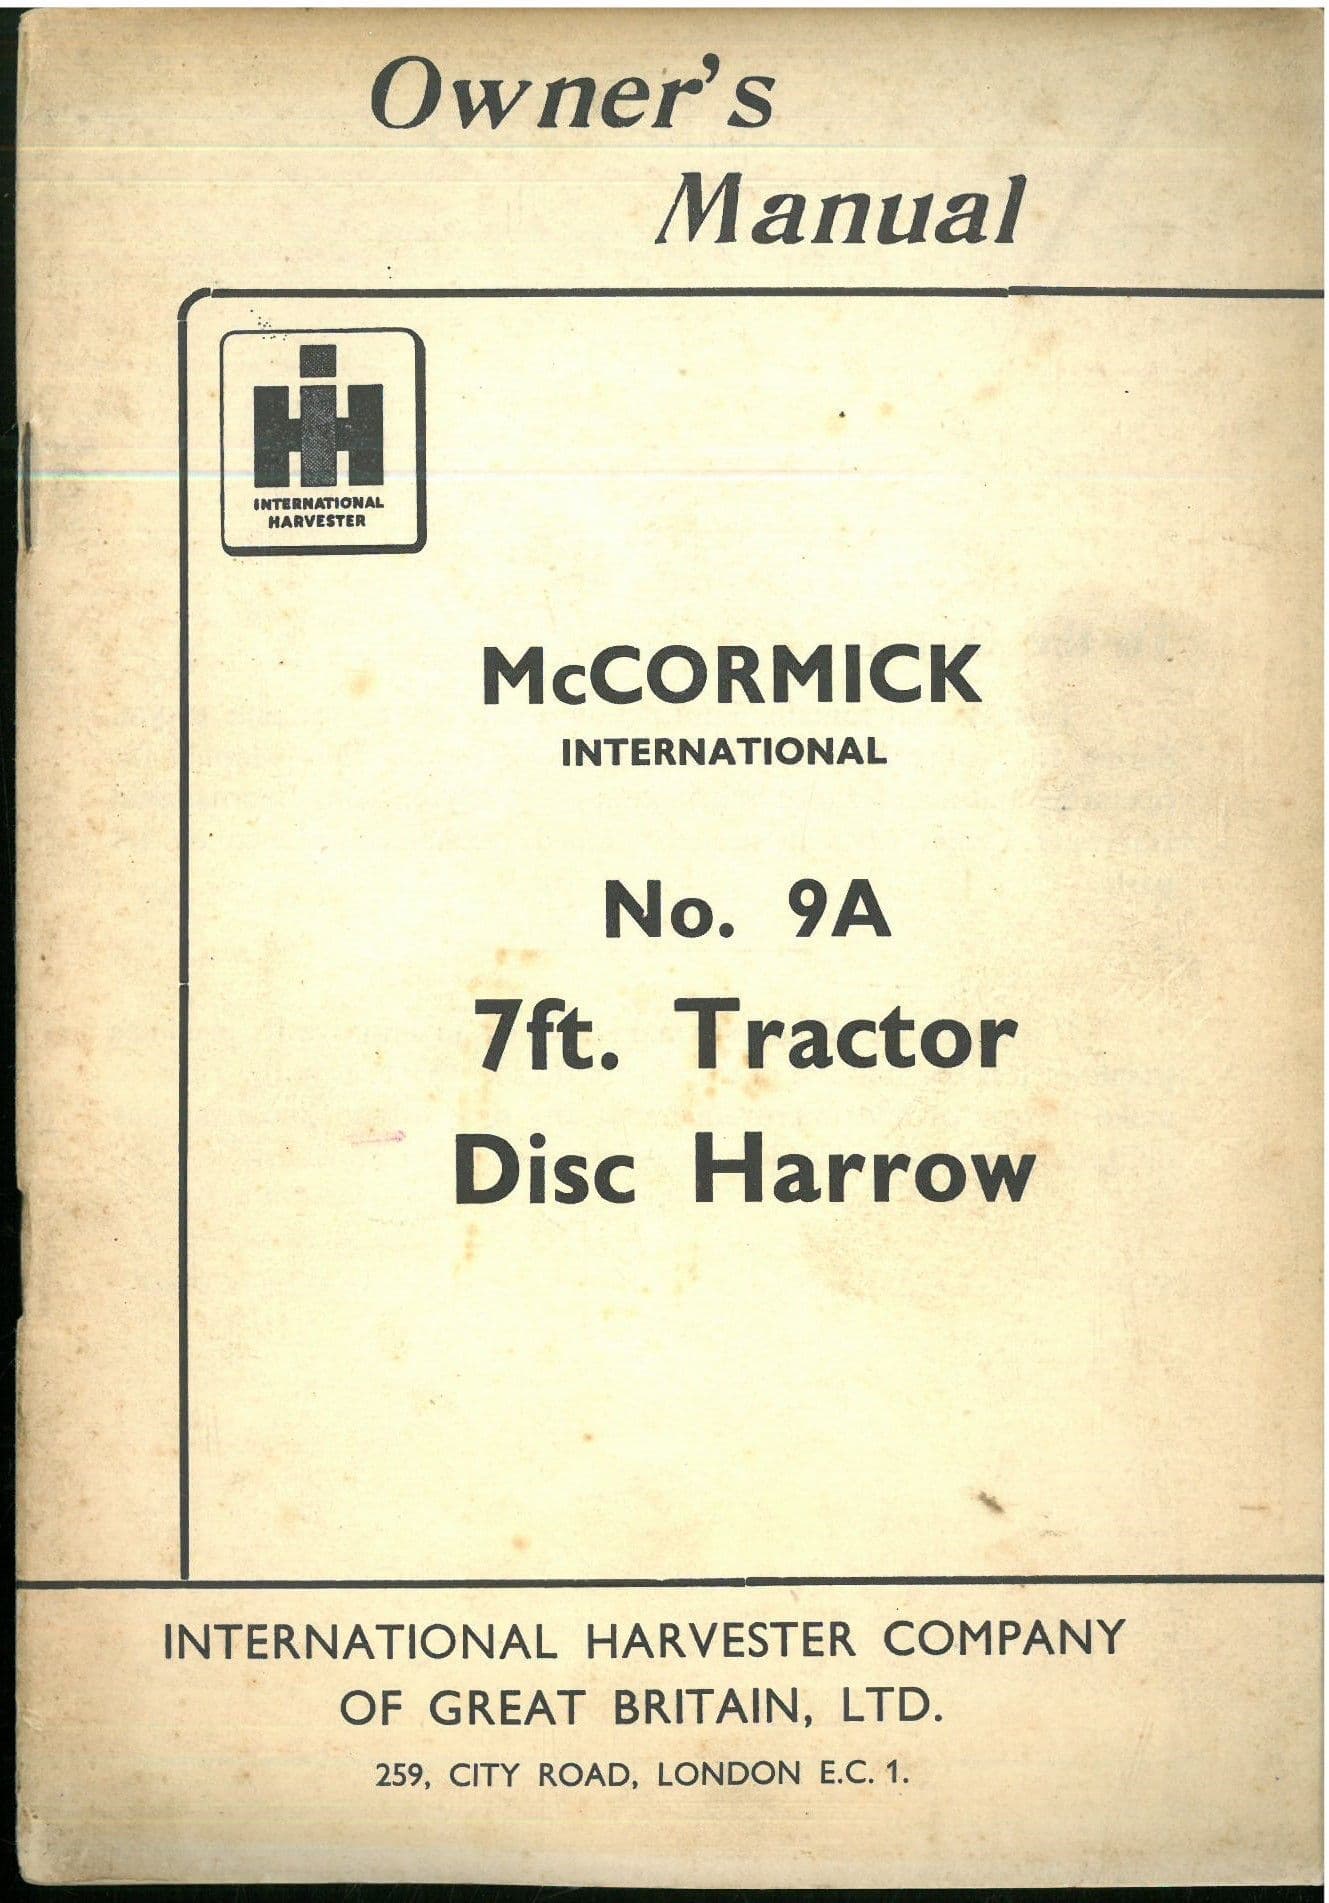 Owner's
Manual
IH
INTERNATIONAL
HARVESTER
McCORMICK
INTERNATIONAL
No. 9A
7ft. Tractor
Disc Harrow
INTERNATIONAL HARVESTER COMPANY
OF GREAT BRITAIN, LTD.
259, CITY ROAD, LONDON E.C. 1.